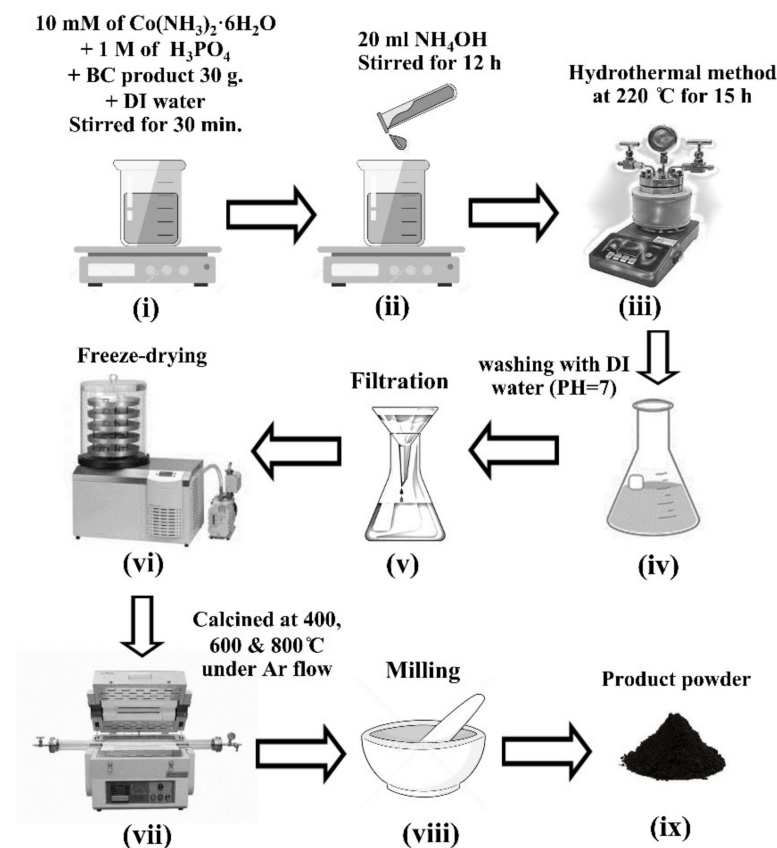 10 mM of Co(NH₃)₂·6H₂O
+ 1 M of H₃PO₄
+ BC product 30 g.
+ DI water
Stirred for 30 min.
20 ml NH₄OH
Stirred for 12 h
Hydrothermal method
at 220 ℃ for 15 h
(i)
(ii)
(iii)
Freeze-drying
Filtration
washing with DI
water (PH=7)
(vi)
(v)
(iv)
Calcined at 400,
600 & 800℃
under Ar flow
Milling
Product powder
(vii)
(viii)
(ix)